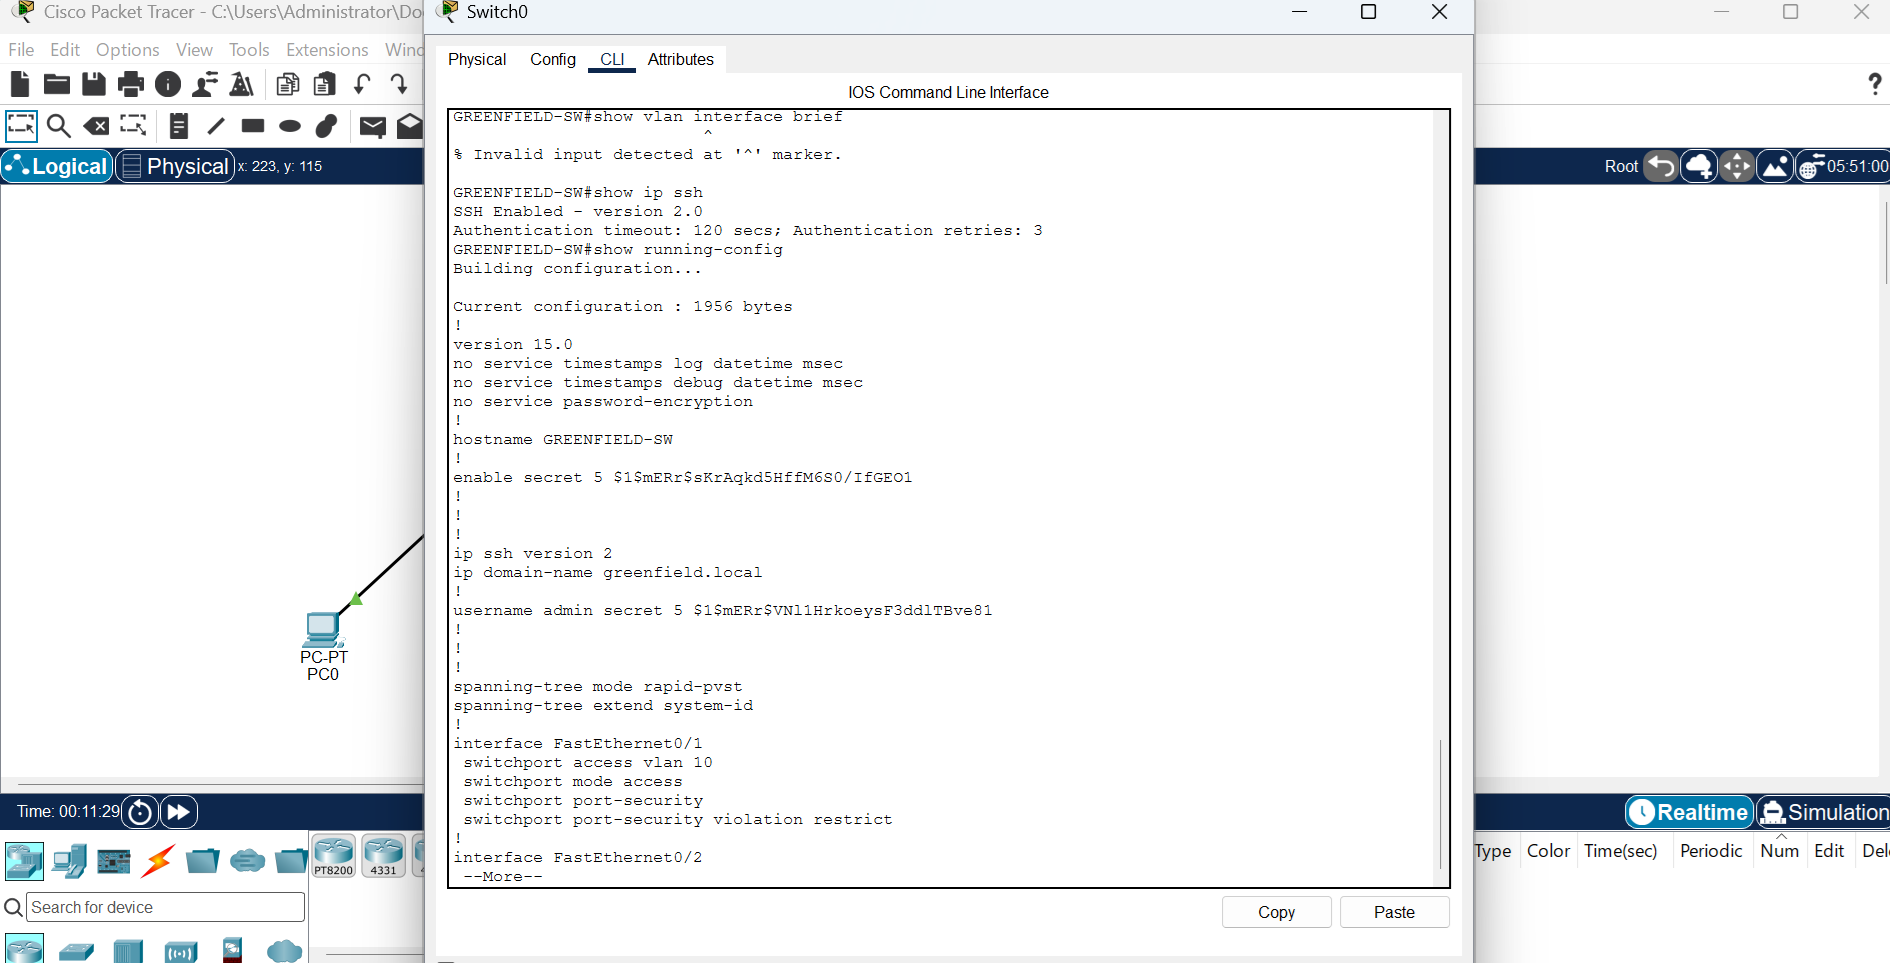 Cisco Packet Tracer - C:\Users\Administrator\Do
Switch0
File Edit Options View Tools Extensions Wind
Physical Config CLI Attributes
IOS Command Line Interface
?
Logical
Physical
x: 223, y: 115
Root
05:51:00
GREENFIELD-SW#show vlan interface brief
^
% Invalid input detected at '^' marker.
GREENFIELD-SW#show ip ssh
SSH Enabled - version 2.0
Authentication timeout: 120 secs; Authentication retries: 3
GREENFIELD-SW#show running-config
Building configuration...
Current configuration : 1956 bytes
!
version 15.0
no service timestamps log datetime msec
no service timestamps debug datetime msec
no service password-encryption
!
hostname GREENFIELD-SW
!
enable secret 5 $1$mERr$sKrAqkd5HffM6S0/IfGEO1
!
!
!
ip ssh version 2
ip domain-name greenfield.local
!
username admin secret 5 $1$mERr$VNl1HrkoeysF3ddlTBve81
!
!
!
spanning-tree mode rapid-pvst
spanning-tree extend system-id
!
interface FastEthernet0/1
switchport access vlan 10
switchport mode access
switchport port-security
switchport port-security violation restrict
!
interface FastEthernet0/2
--More--
PC-PT
PC0
Copy
Paste
Time: 00:11:29
Realtime
Simulation
PT8200
4331
4
Type Color Time(sec) Periodic Num Edit Del
Search for device